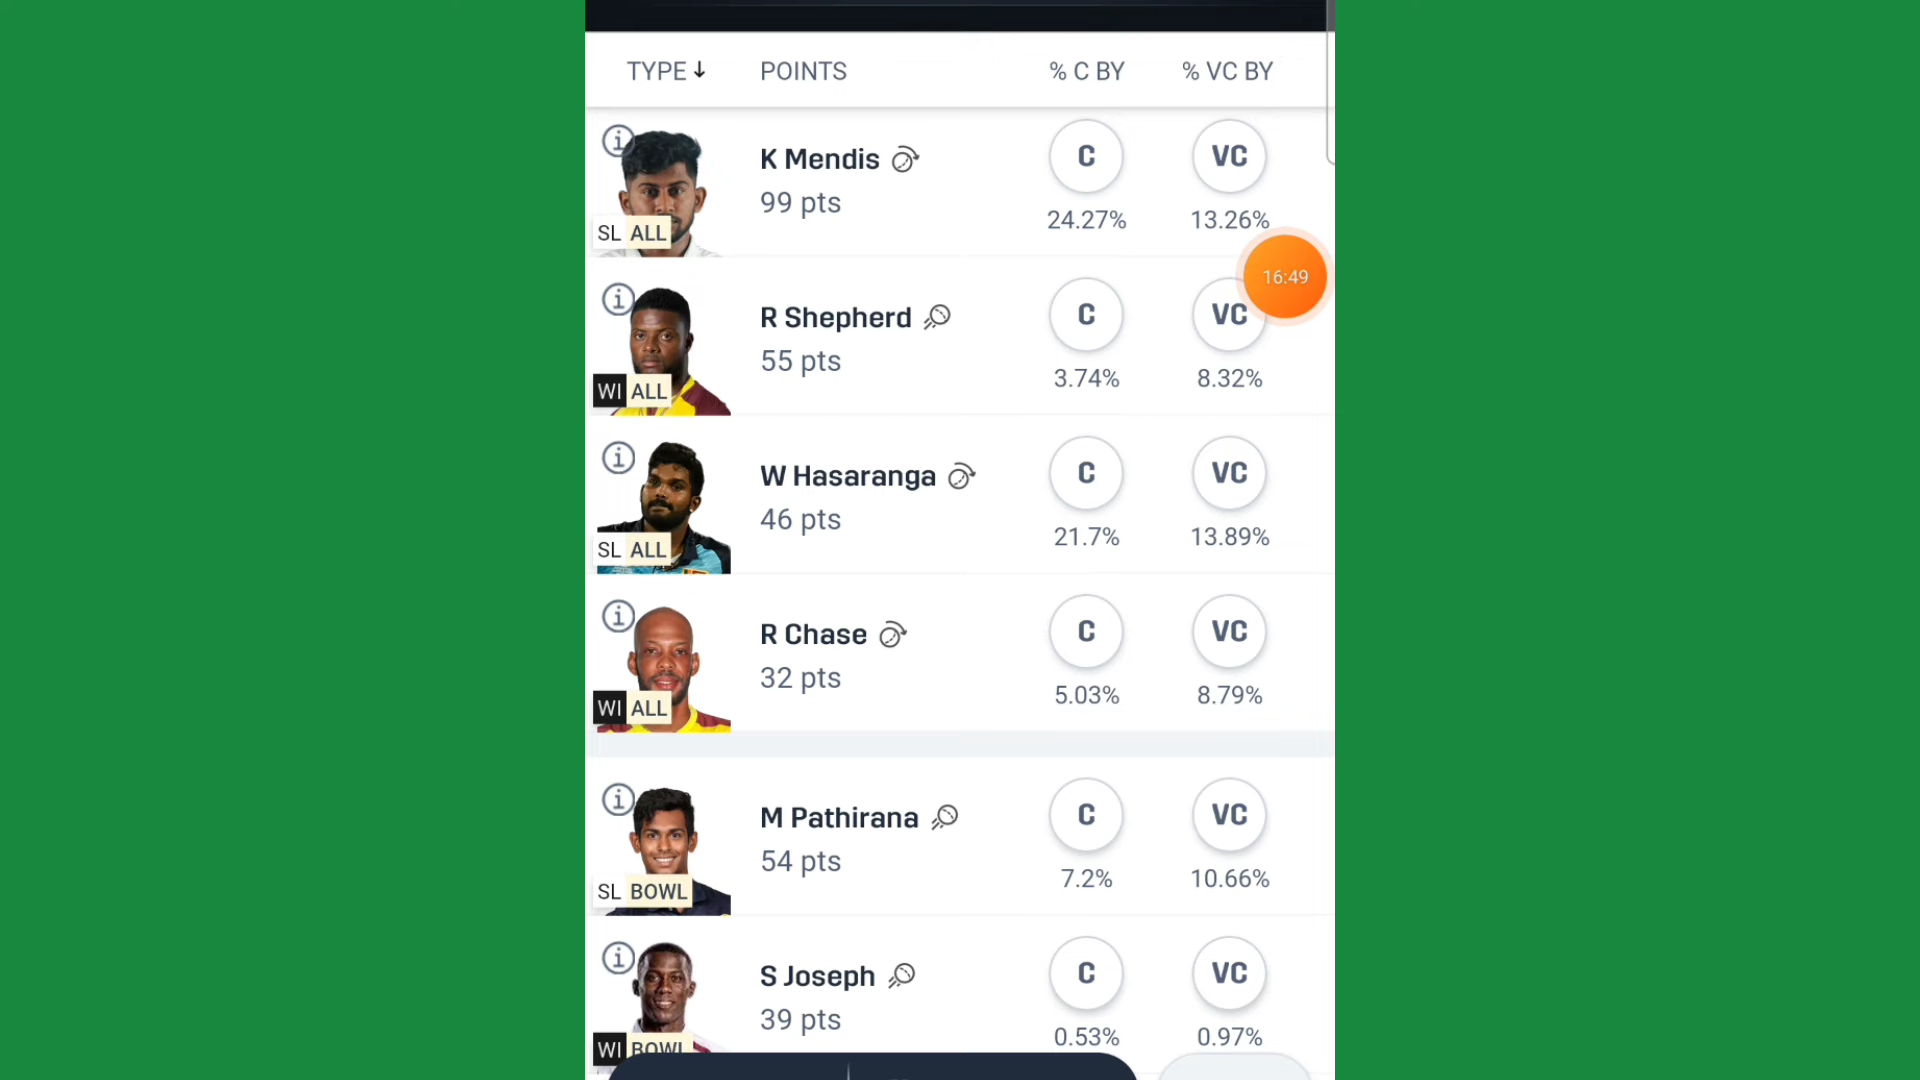 TYPE POINTS % C BY % VC BY
K Mendis C VC
99 pts 24.27% 13.26%
SL ALL
16:49
R Shepherd C VC
55 pts 3.74% 8.32%
WI ALL
W Hasaranga C VC
46 pts 21.7% 13.89%
SL ALL
R Chase C VC
32 pts 5.03% 8.79%
WI ALL
M Pathirana C VC
54 pts 7.2% 10.66%
SL BOWL
S Joseph C VC
39 pts 0.53% 0.97%
WI BOWL